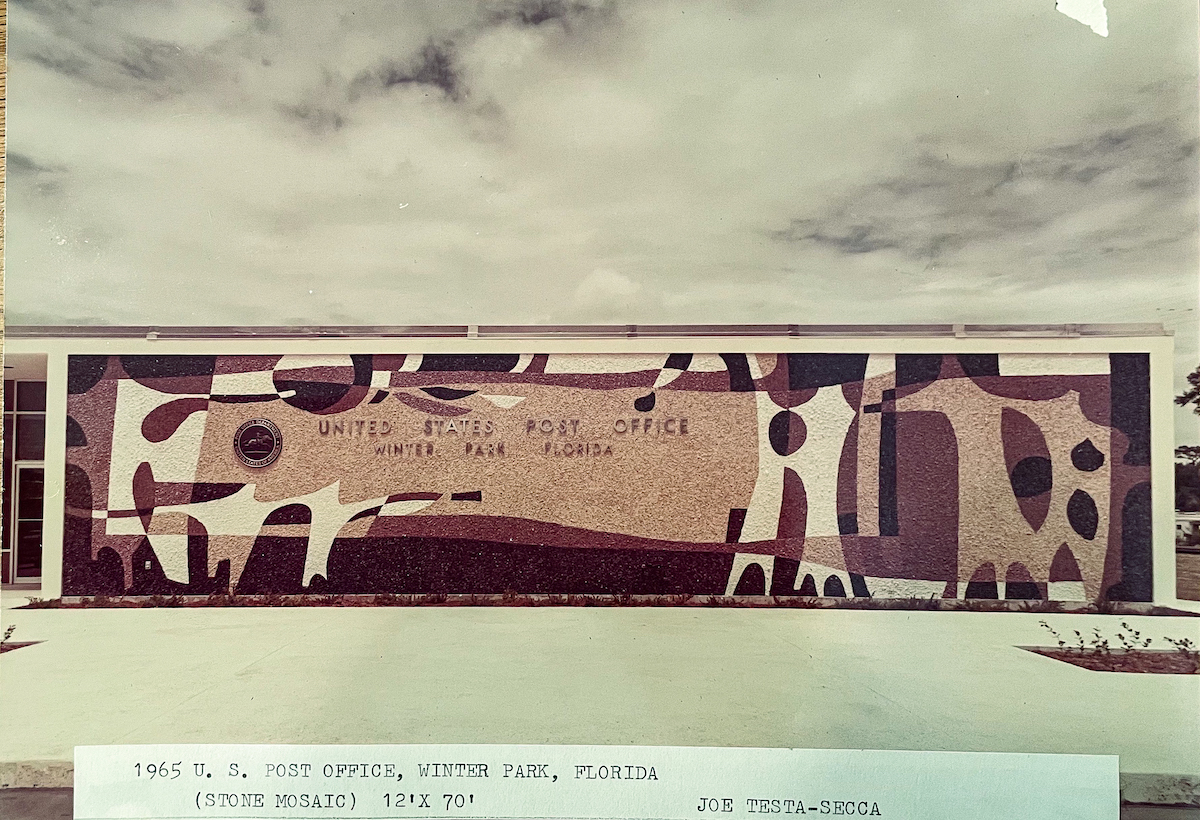 UNITED STATES POST OFFICE
WINTER PARK FLORIDA
1965 U. S. POST OFFICE, WINTER PARK, FLORIDA
(STONE MOSAIC) 12'X 70'
JOE TESTA-SECCA